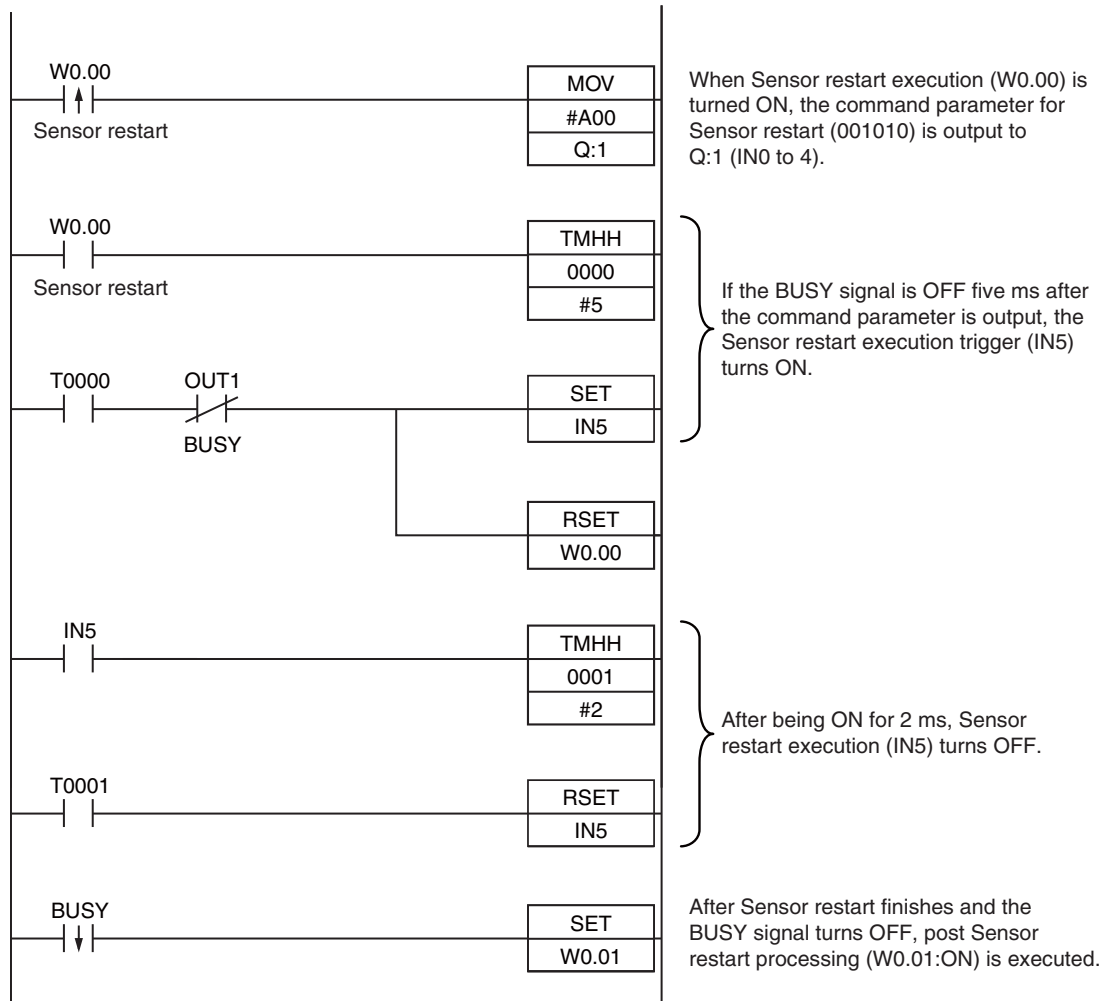 W0.00
Sensor restart
MOV
#A00
Q:1
When Sensor restart execution (W0.00) is
turned ON, the command parameter for
Sensor restart (001010) is output to
Q:1 (IN0 to 4).
W0.00
Sensor restart
TMHH
0000
#5
If the BUSY signal is OFF five ms after
the command parameter is output, the
Sensor restart execution trigger (IN5)
turns ON.
T0000
OUT1
BUSY
SET
IN5
RSET
W0.00
IN5
TMHH
0001
#2
After being ON for 2 ms, Sensor
restart execution (IN5) turns OFF.
T0001
RSET
IN5
BUSY
SET
W0.01
After Sensor restart finishes and the
BUSY signal turns OFF, post Sensor
restart processing (W0.01:ON) is executed.